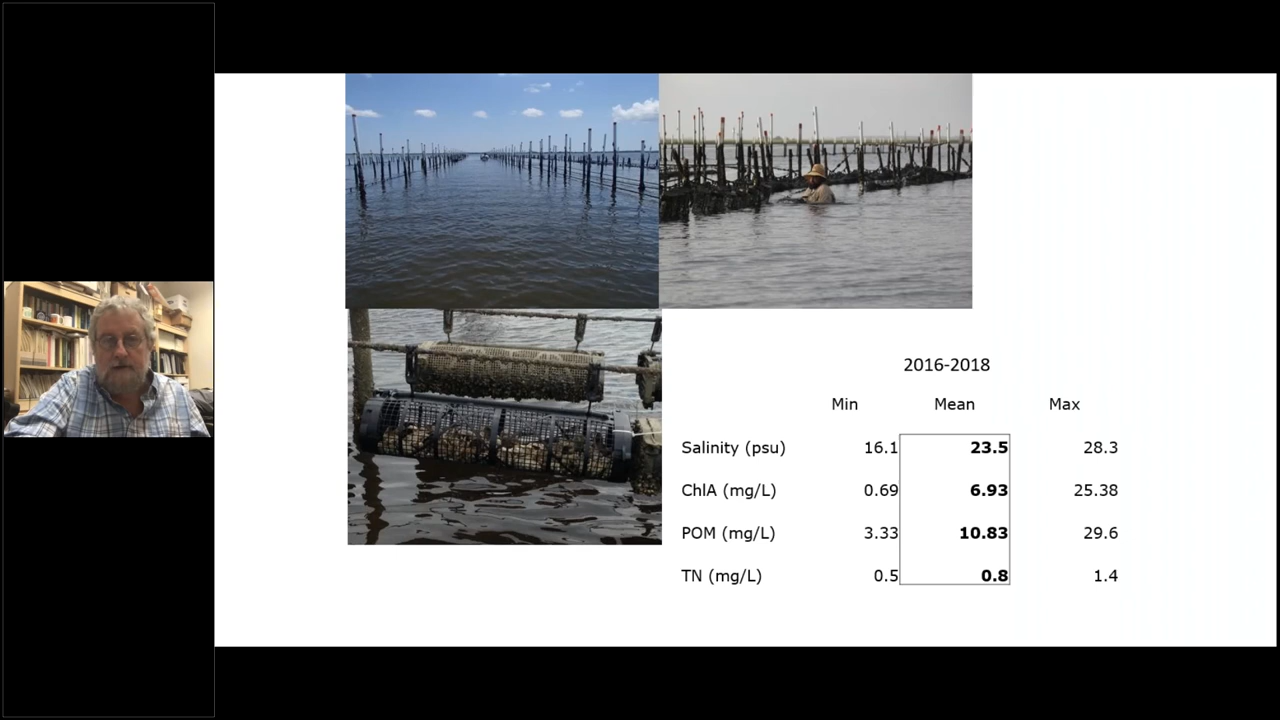 2016-2018
Min Mean Max
Salinity (psu) 16.1 23.5 28.3
ChlA (mg/L) 0.69 6.93 25.38
POM (mg/L) 3.33 10.83 29.6
TN (mg/L) 0.5 0.8 1.4